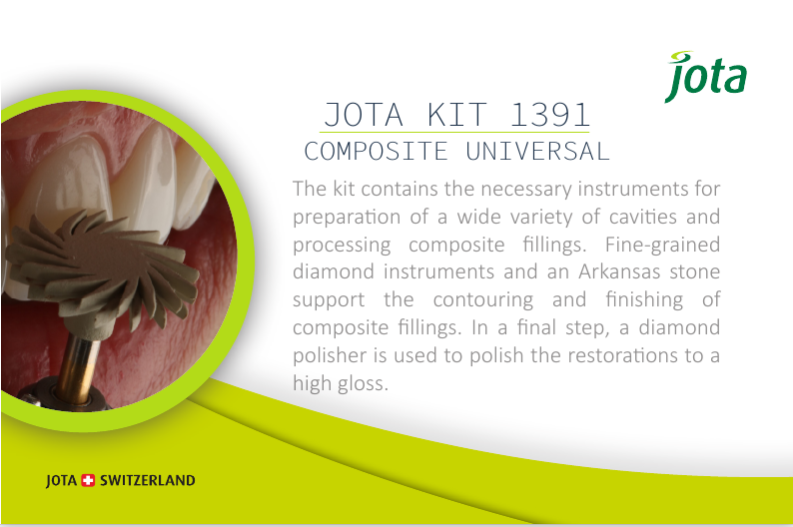 jota
JOTA KIT 1391
COMPOSITE UNIVERSAL
The kit contains the necessary instruments for
preparation of a wide variety of cavities and
processing composite fillings. Fine-grained
diamond instruments and an Arkansas stone
support the contouring and finishing of
composite fillings. In a final step, a diamond
polisher is used to polish the restorations to a
high gloss.
JOTA SWITZERLAND